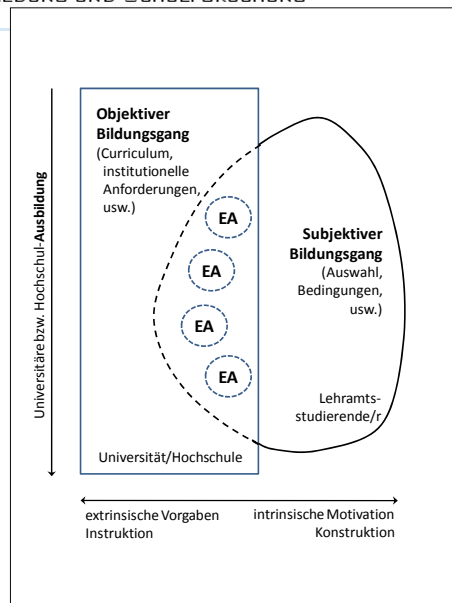 Objektiver
Bildungsgang
(Curriculum,
institutionelle
Anforderungen,
usw.)
EA
EA
EA
EA
Subjektiver
Bildungsgang
(Auswahl,
Bedingungen,
usw.)
Lehramts-
studierende/r
Universität/Hochschule
Universitäre bzw. Hochschul-Ausbildung
extrinsische Vorgaben
Instruktion
intrinsische Motivation
Konstruktion